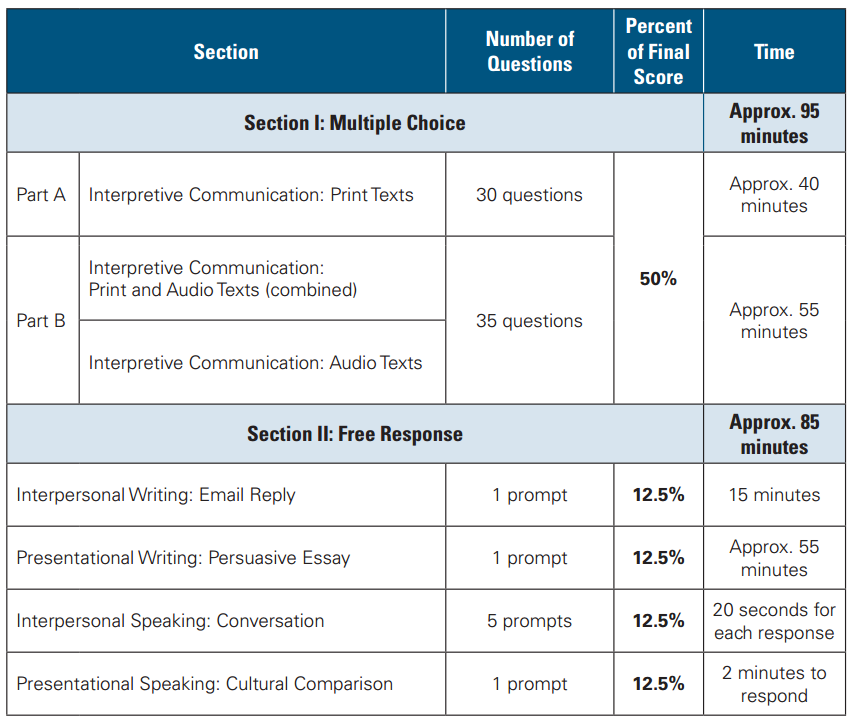 Section
Number of
Questions
Percent
of Final
Score
Time
Section I: Multiple Choice
Approx. 95
minutes
Part A
Interpretive Communication: Print Texts
30 questions
50%
Approx. 40
minutes
Part B
Interpretive Communication:
Print and Audio Texts (combined)
35 questions
Approx. 55
minutes
Interpretive Communication: Audio Texts
Section II: Free Response
Approx. 85
minutes
Interpersonal Writing: Email Reply
1 prompt
12.5%
15 minutes
Presentational Writing: Persuasive Essay
1 prompt
12.5%
Approx. 55
minutes
Interpersonal Speaking: Conversation
5 prompts
12.5%
20 seconds for
each response
Presentational Speaking: Cultural Comparison
1 prompt
12.5%
2 minutes to
respond